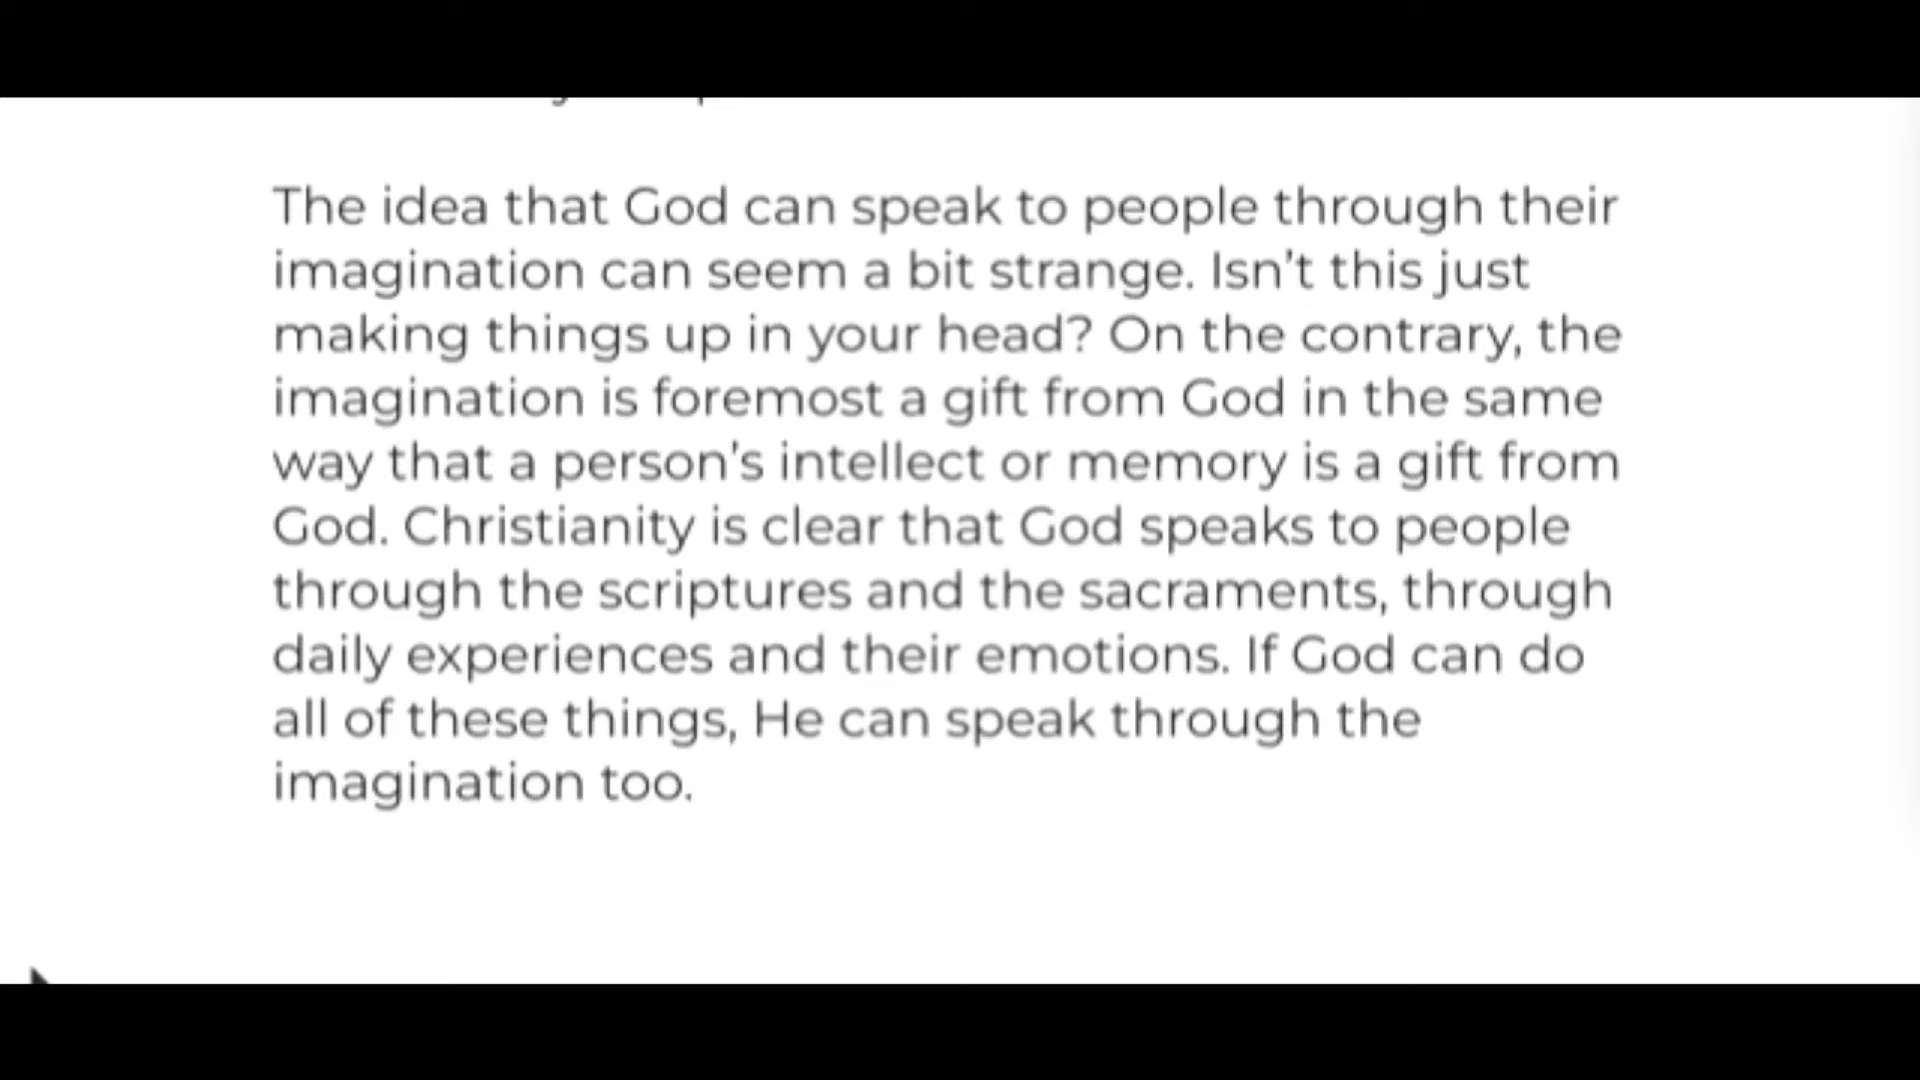 The idea that God can speak to people through their
imagination can seem a bit strange. Isn’t this just
making things up in your head? On the contrary, the
imagination is foremost a gift from God in the same
way that a person’s intellect or memory is a gift from
God. Christianity is clear that God speaks to people
through the scriptures and the sacraments, through
daily experiences and their emotions. If God can do
all of these things, He can speak through the
imagination too.